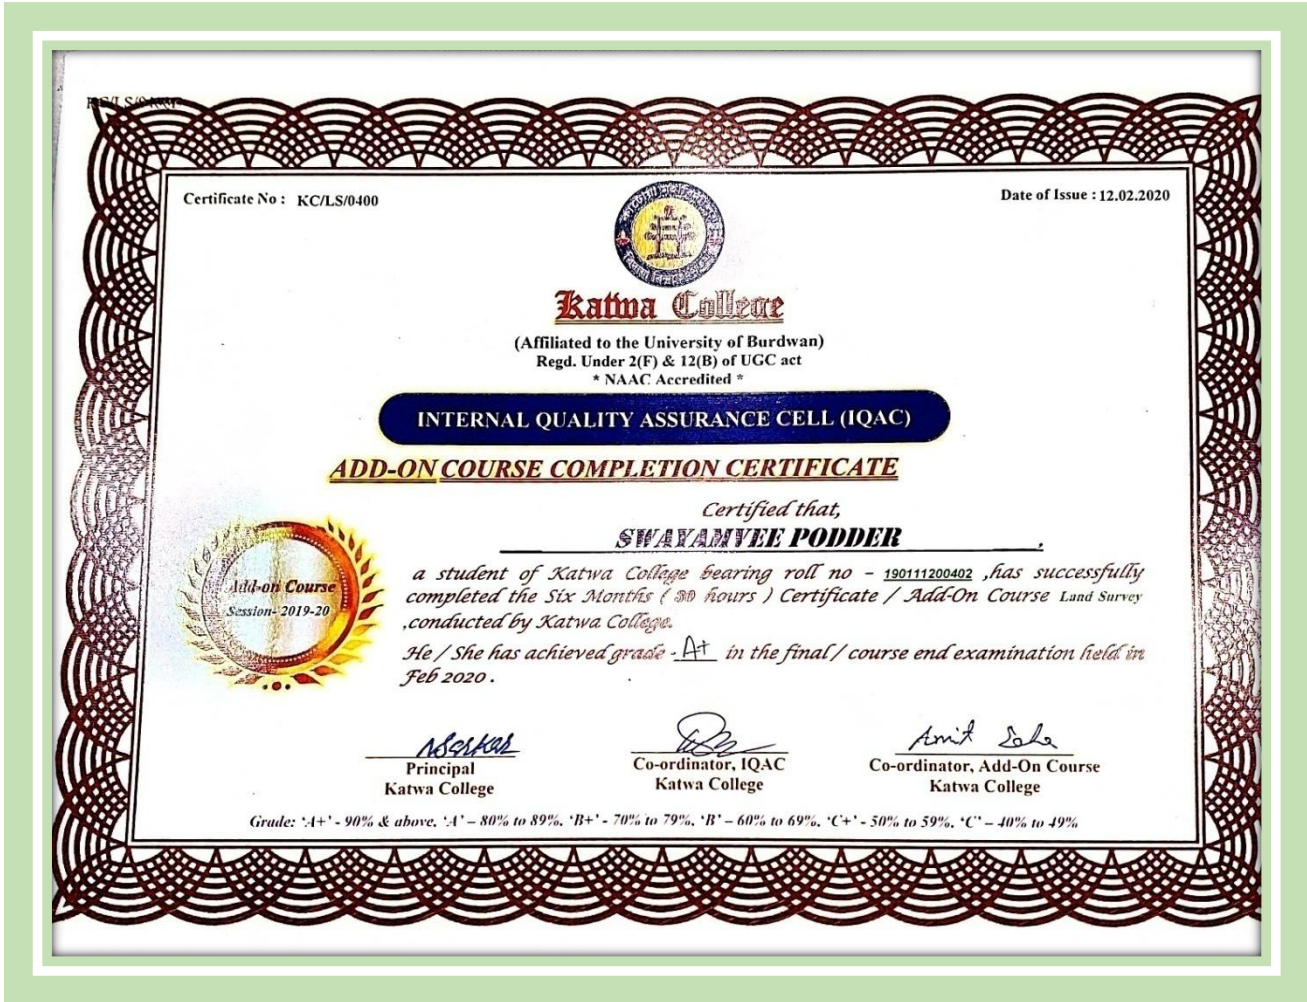 Certificate No : KC/LS/0400
Date of Issue : 12.02.2020
Katwa College
(Affiliated to the University of Burdwan)
Regd. Under 2(F) & 12(B) of UGC act
* NAAC Accredited *
INTERNAL QUALITY ASSURANCE CELL (IQAC)
ADD-ON COURSE COMPLETION CERTIFICATE
Certified that,
SWAYAMVEE PODDER ,
a student of Katwa College bearing roll no – 190111200402 ,has successfully
completed the Six Months ( 30 hours ) Certificate / Add-On Course Land Survey
,conducted by Katwa College.
He / She has achieved grade - A+ in the final / course end examination held in
Feb 2020 .
Add-on Course
Session- 2019-20
Principal
Katwa College
Co-ordinator, IQAC
Katwa College
Amit Saha
Co-ordinator, Add-On Course
Katwa College
Grade: 'A+' - 90% & above, 'A' – 80% to 89%, 'B+' - 70% to 79%, 'B' – 60% to 69%, 'C+' - 50% to 59%, 'C' – 40% to 49%